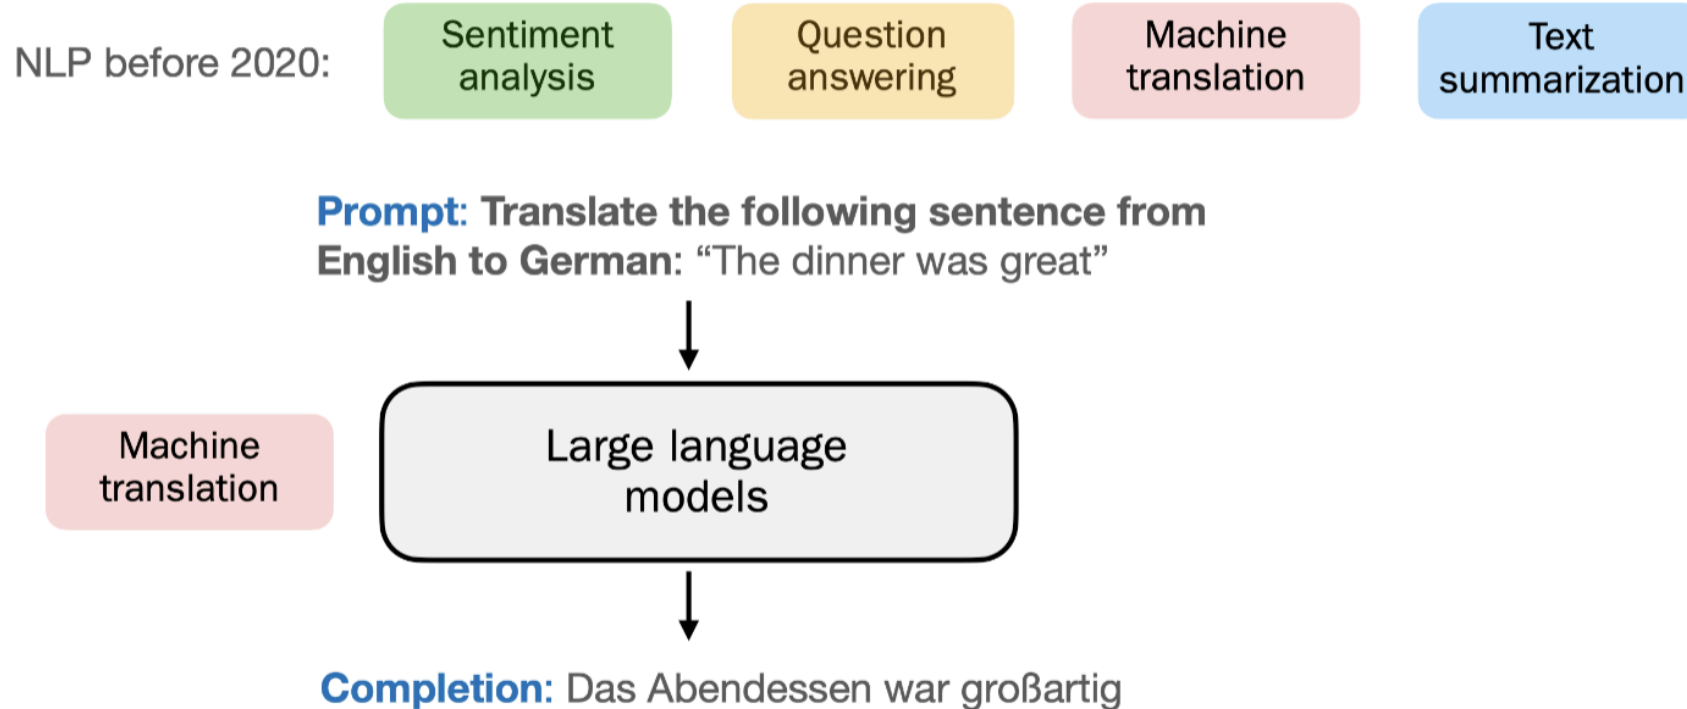 NLP before 2020:
Sentiment
analysis
Question
answering
Machine
translation
Text
summarization
Prompt: Translate the following sentence from
English to German: “The dinner was great”
Machine
translation
Large language
models
Completion: Das Abendessen war großartig